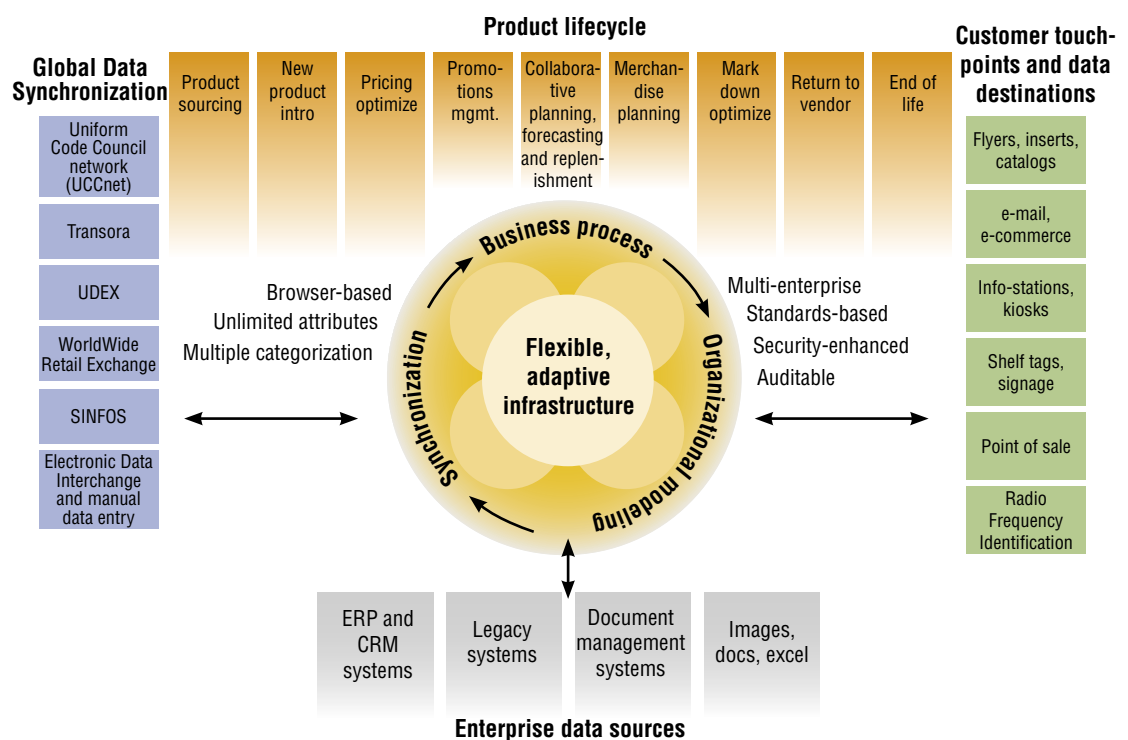 Product lifecycle
Global Data
Synchronization
Uniform
Code Council
network
(UCCnet)
Transora
UDEX
WorldWide
Retail Exchange
SINFOS
Electronic Data
Interchange
and manual
data entry
Product
sourcing
New
product
intro
Pricing
optimize
Promo-
tions
mgmt.
Collabora-
tive
planning,
forecasting
and replen-
ishment
Merchan-
dise
planning
Mark
down
optimize
Return to
vendor
End of
life
Customer touch-
points and data
destinations
Flyers, inserts,
catalogs
e-mail,
e-commerce
Info-stations,
kiosks
Shelf tags,
signage
Point of sale
Radio
Frequency
Identification
Browser-based
Unlimited attributes
Multiple categorization
Business process
Organizational modeling
Synchronization
Flexible,
adaptive
infrastructure
Multi-enterprise
Standards-based
Security-enhanced
Auditable
ERP and
CRM
systems
Legacy
systems
Document
management
systems
Images,
docs, excel
Enterprise data sources